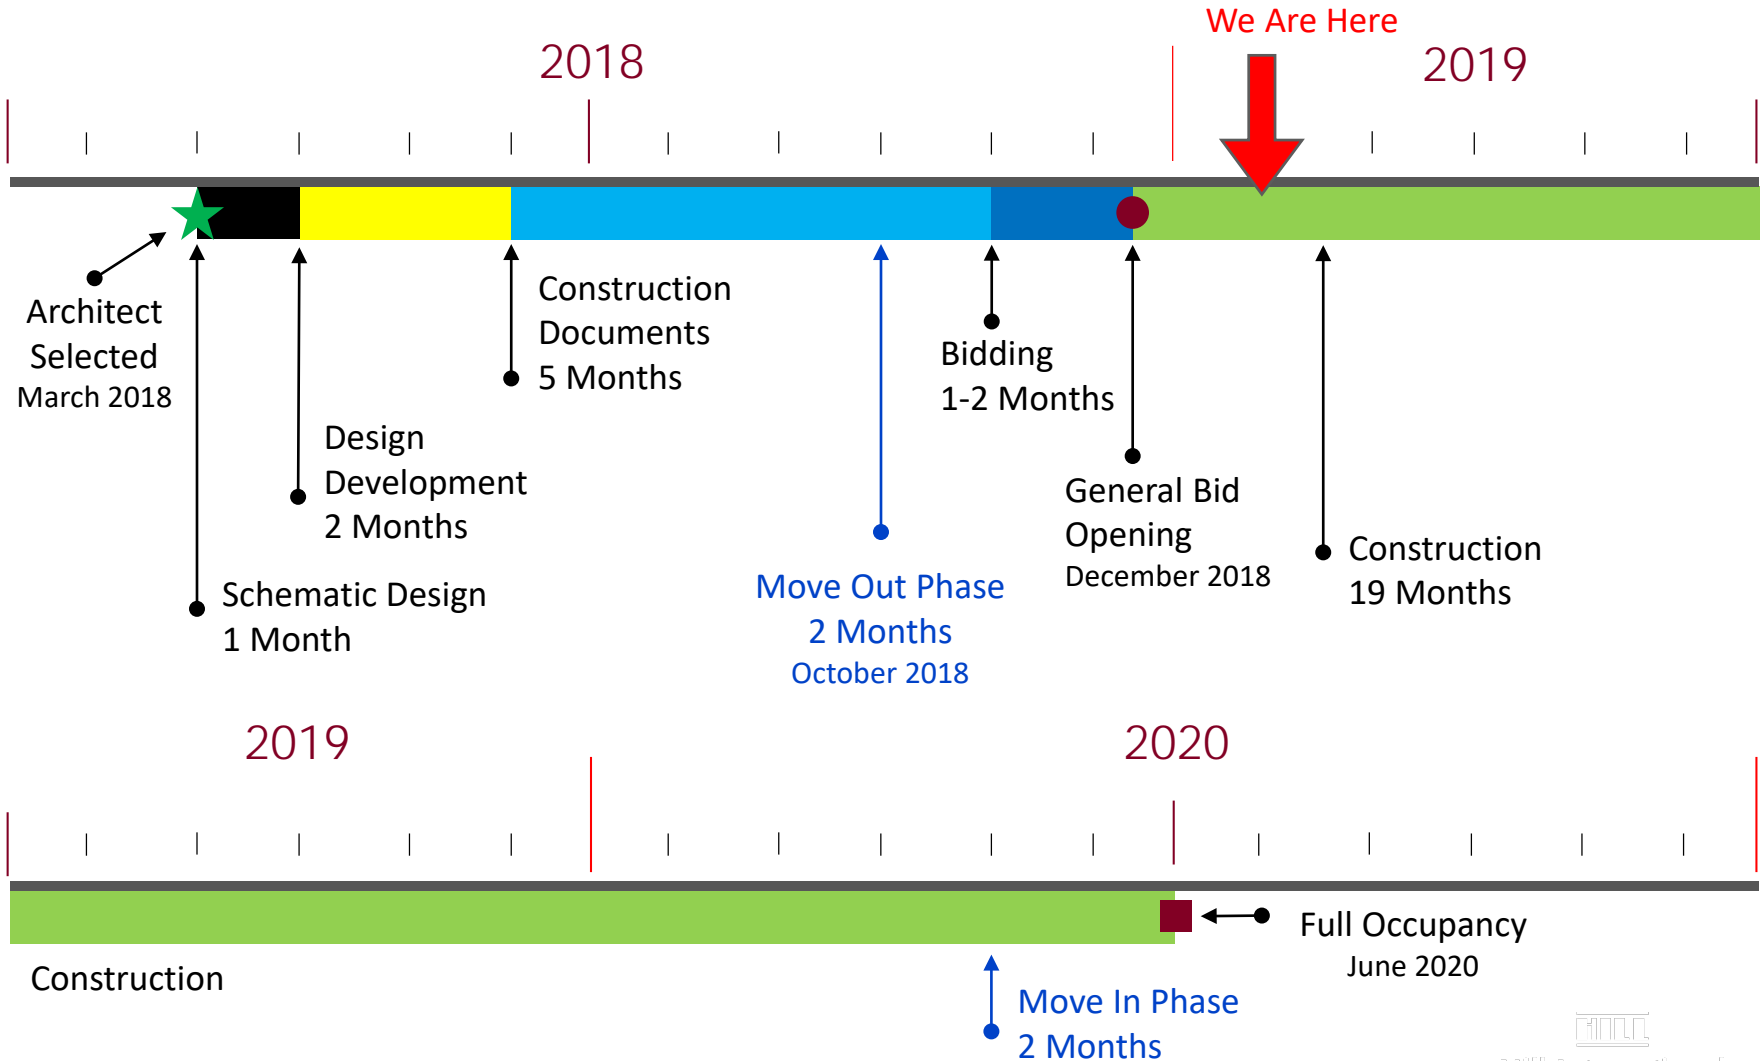 We Are Here
2018
2019
Architect
Selected
March 2018
Schematic Design
1 Month
Design
Development
2 Months
Construction
Documents
5 Months
Move Out Phase
2 Months
October 2018
Bidding
1-2 Months
General Bid
Opening
December 2018
Construction
19 Months
2019
2020
Construction
Move In Phase
2 Months
Full Occupancy
June 2020